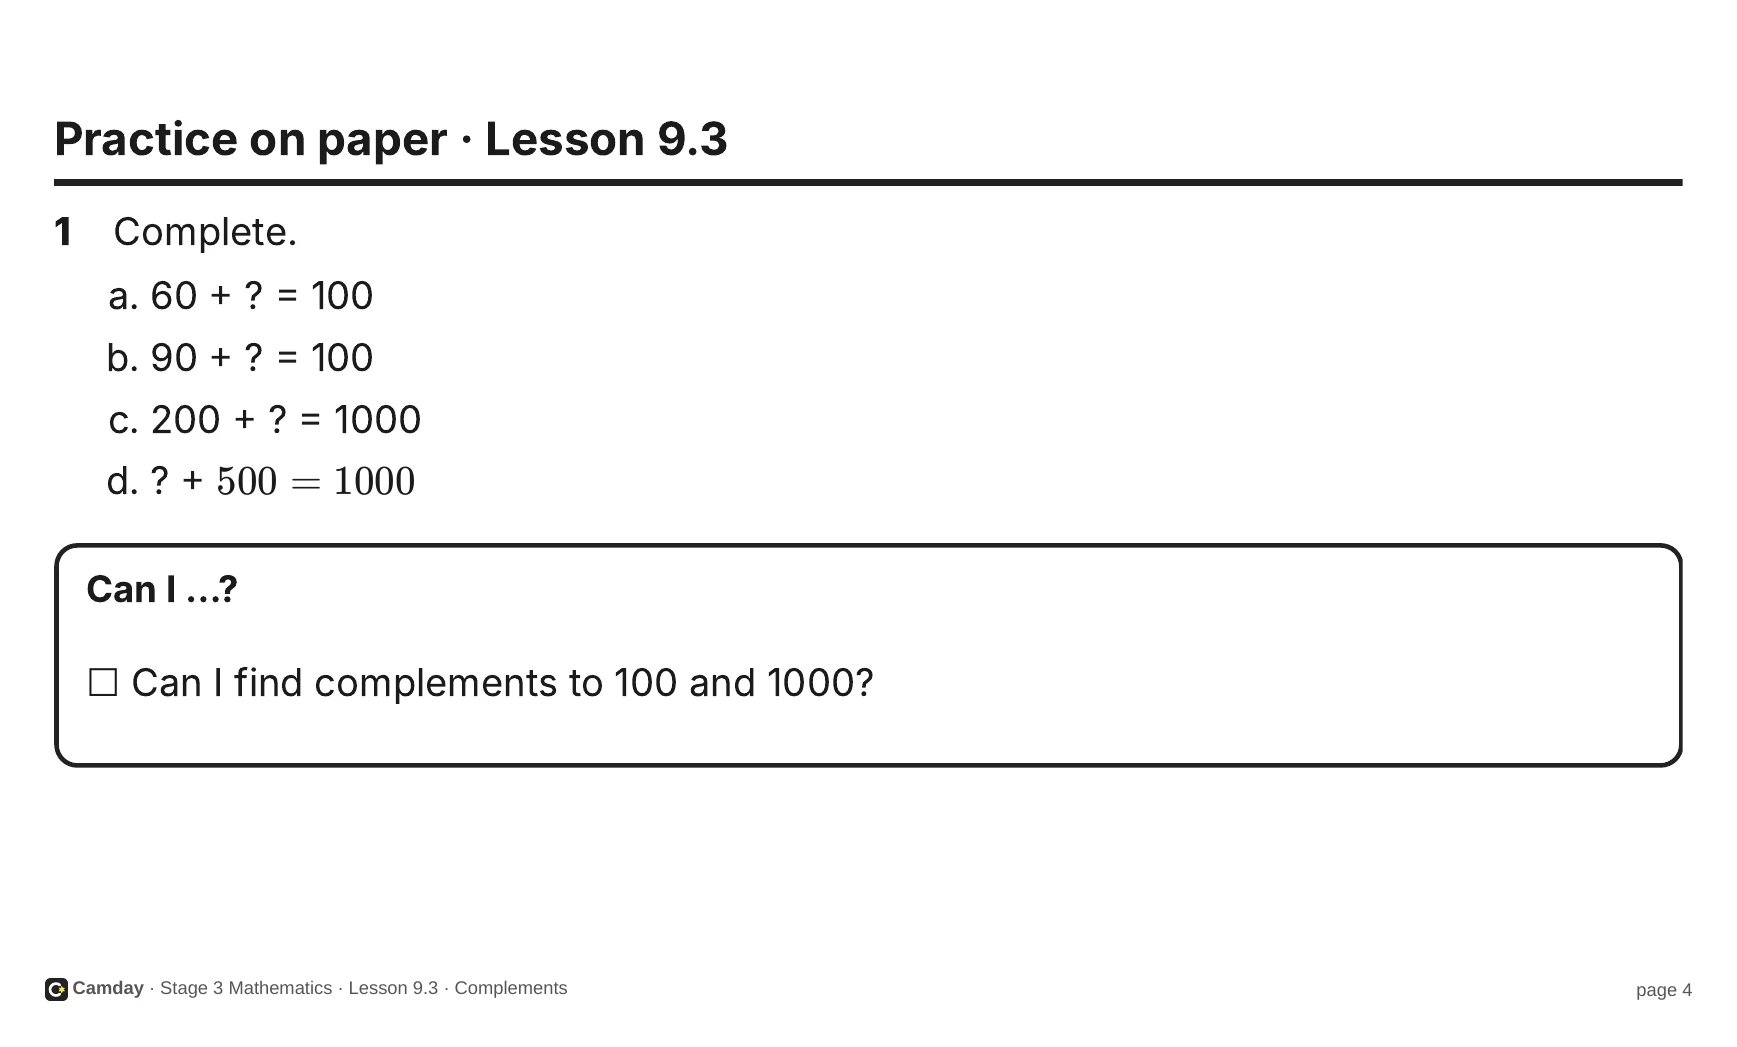 Practice on paper · Lesson 9.3
1 Complete.
a. 60 + ? = 100
b. 90 + ? = 100
c. 200 + ? = 1000
d. ? + 500 = 1000
Can I …?
☐ Can I find complements to 100 and 1000?
Camday · Stage 3 Mathematics · Lesson 9.3 · Complements
page 4